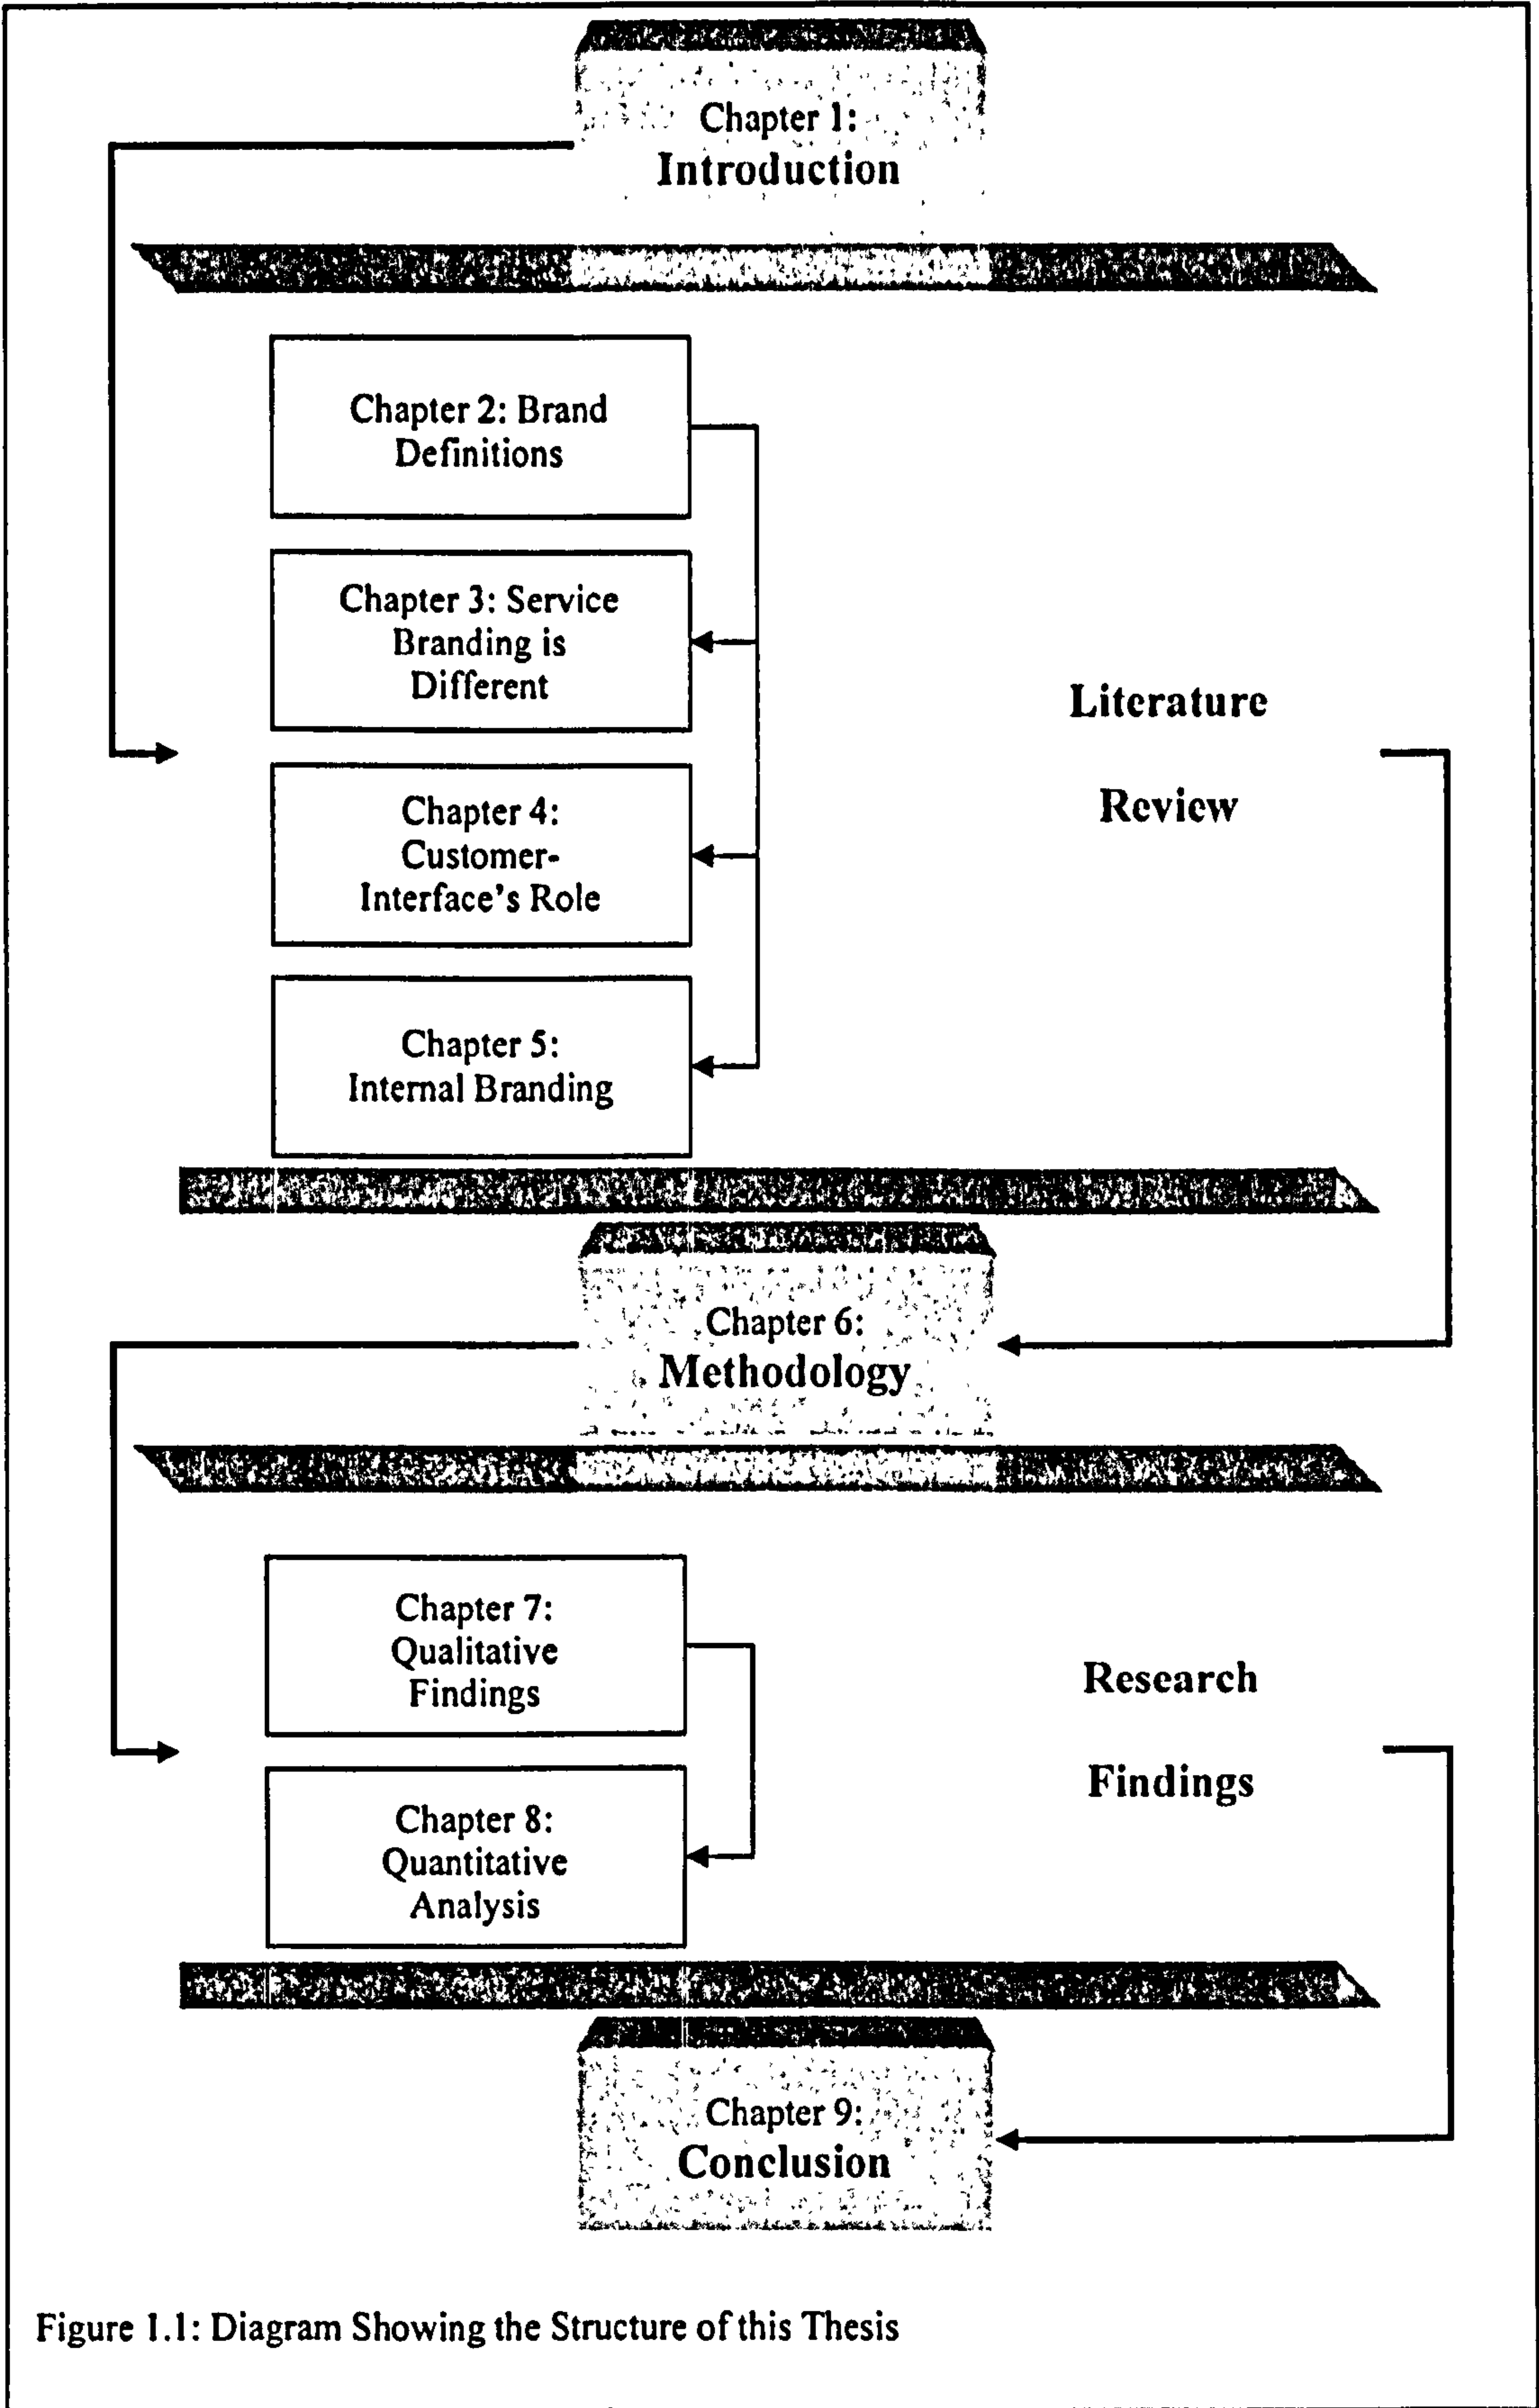 Chapter 1:
Introduction
Chapter 2: Brand
Definitions
Chapter 3: Service
Branding is
Different
Chapter 4:
Customer-
Interface's Role
Chapter 5:
Internal Branding
Literature
Review
Chapter 6:
Methodology
Chapter 7:
Qualitative
Findings
Chapter 8:
Quantitative
Analysis
Research
Findings
Chapter 9:
Conclusion
Figure 1.1: Diagram Showing the Structure of this Thesis